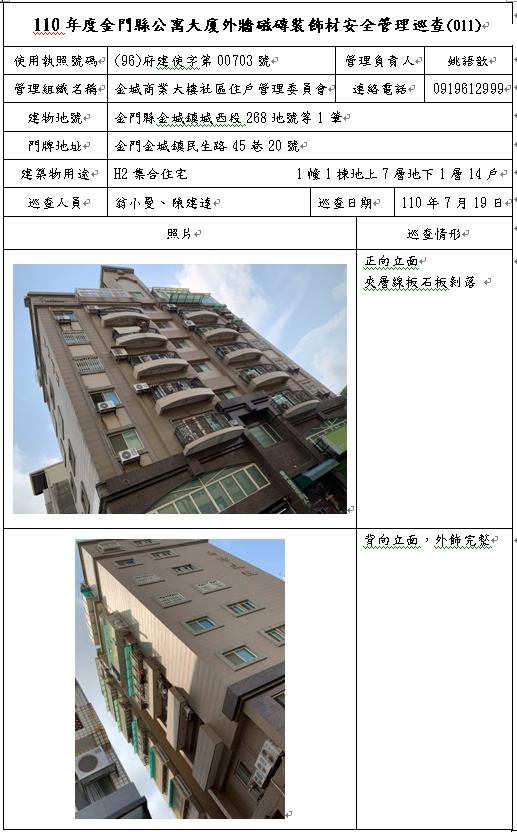 110 年度金門縣公寓大廈外牆磁磚裝飾材安全管理巡查(011)
使用執照號碼 (96)府建使字第 00703 號 管理負責人 姚語歆
管理組織名稱 金城商業大樓社區住戶管理委員會 連絡電話 0919612999
建物地號 金門縣金城鎮城西段 268 地號等 1 筆
門牌地址 金門金城鎮民生路 45 巷 20 號
建築物用途 H2 集合住宅 1 幢 1 棟地上 7 層地下 1 層 14 戶
巡查人員 翁小曼、陳建達 巡查日期 110 年 7 月 19 日
照片 巡查情形
正向立面
夾層線板石板剝落
背向立面，外飾完整